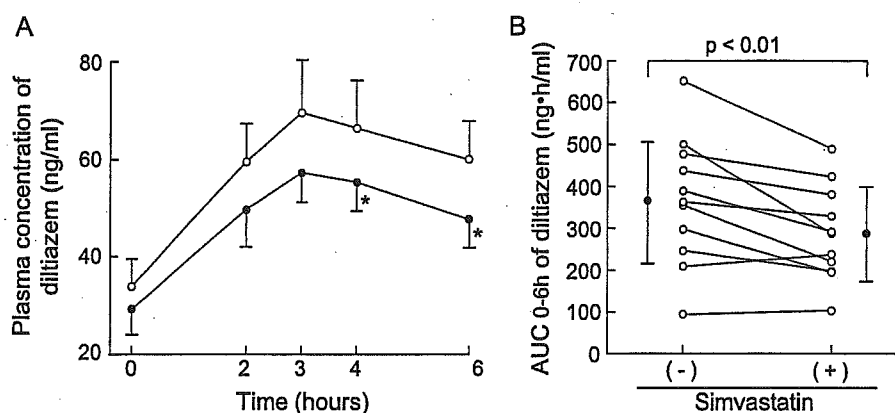 A
Plasma concentration of
diltiazem (ng/ml)
80
60
40
20
*
*
0
2
3
4
6
Time (hours)
B
p < 0.01
AUC 0-6h of diltiazem (ng•h/ml)
700
600
500
400
300
200
100
0
(-)
(+)
Simvastatin